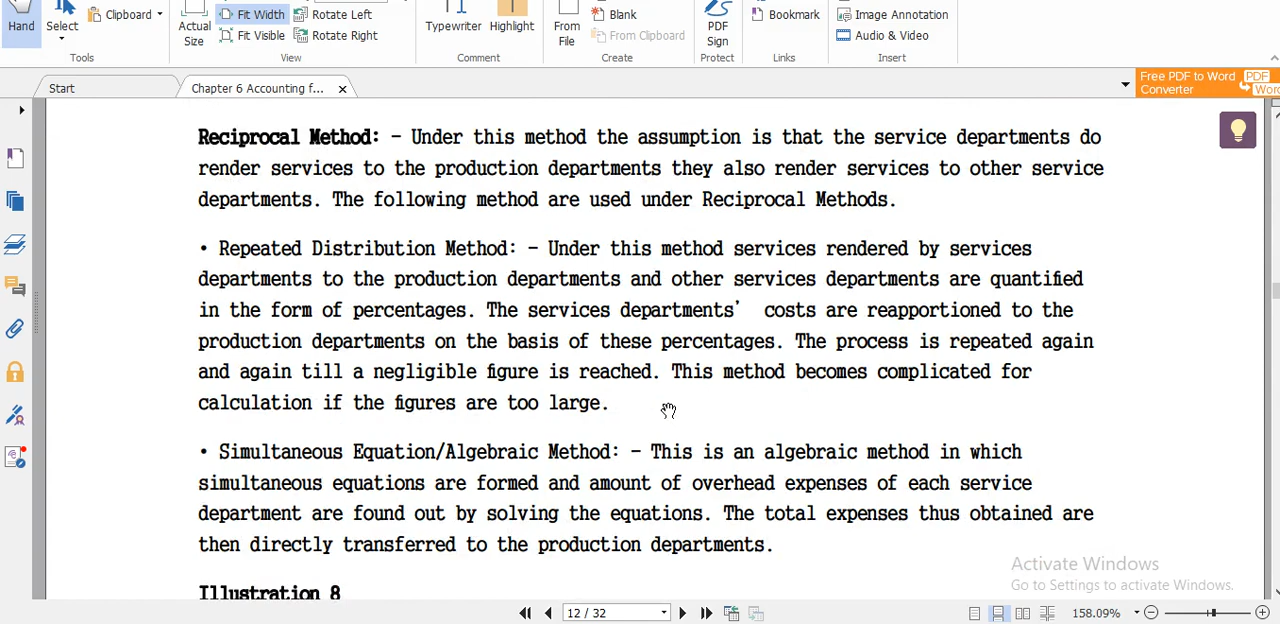 Hand
Select
Clipboard
Actual
Size
Fit Width
Fit Visible
Rotate Left
Rotate Right
Typewriter
Highlight
From
File
Blank
From Clipboard
PDF
Sign
Bookmark
Image Annotation
Audio & Video
Tools
View
Comment
Create
Protect
Links
Insert
Start
Chapter 6 Accounting f...
Free PDF to Word
Converter
PDF
Word
Reciprocal Method: - Under this method the assumption is that the service departments do
render services to the production departments they also render services to other service
departments. The following method are used under Reciprocal Methods.
• Repeated Distribution Method: - Under this method services rendered by services
departments to the production departments and other services departments are quantified
in the form of percentages. The services departments’ costs are reapportioned to the
production departments on the basis of these percentages. The process is repeated again
and again till a negligible figure is reached. This method becomes complicated for
calculation if the figures are too large.
• Simultaneous Equation/Algebraic Method: - This is an algebraic method in which
simultaneous equations are formed and amount of overhead expenses of each service
department are found out by solving the equations. The total expenses thus obtained are
then directly transferred to the production departments.
Illustration 8
Activate Windows
Go to Settings to activate Windows.
12 / 32
158.09%